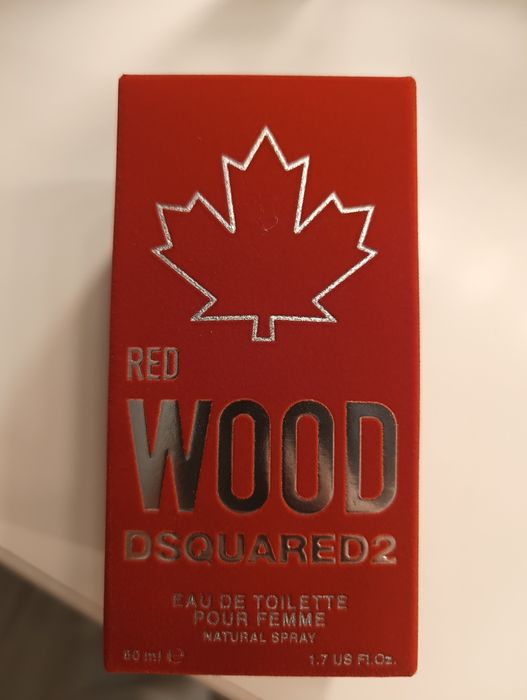 RED
WOOD
DSQUARED2
EAU DE TOILETTE
POUR FEMME
NATURAL SPRAY
50 ml ℮ 1.7 US Fl.Oz.